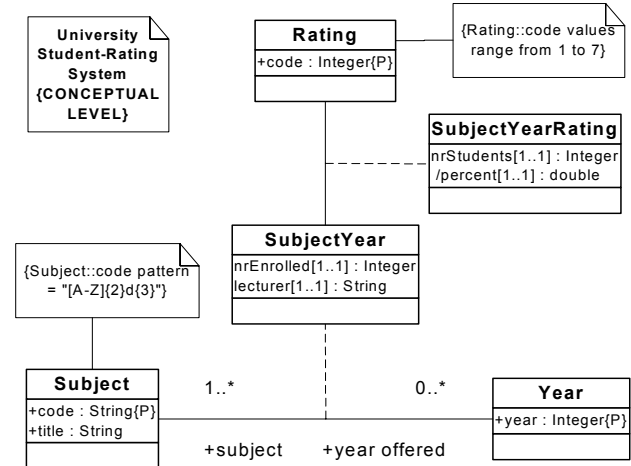 University
Student-Rating
System
{CONCEPTUAL
LEVEL}
Rating
+code : Integer{P}
{Rating::code values
range from 1 to 7}
SubjectYearRating
nrStudents[1..1] : Integer
/percent[1..1] : double
SubjectYear
nrEnrolled[1..1] : Integer
lecturer[1..1] : String
{Subject::code pattern
= "[A-Z]{2}d{3}"}
Subject
+code : String{P}
+title : String
1..*
0..*
+subject
+year offered
Year
+year : Integer{P}